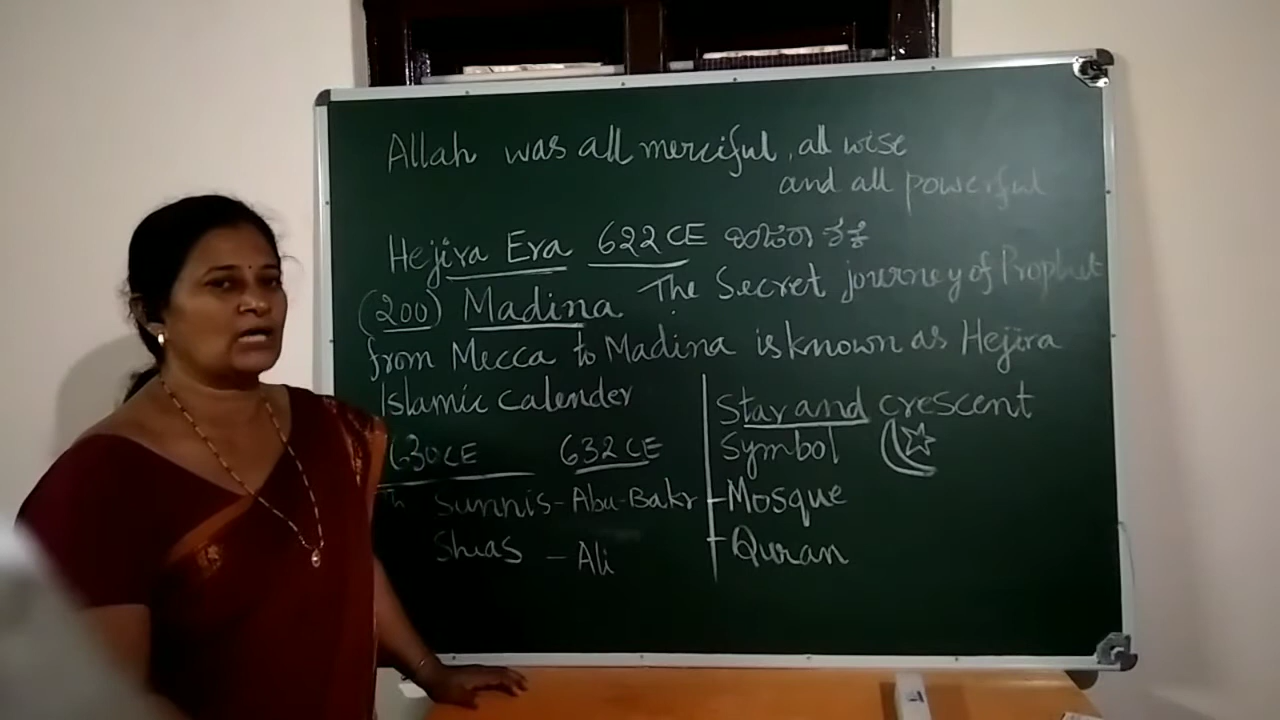 Allah was all merciful, all wise
and all powerful
Hejira Era 622 CE ಹಿಜರಾ ಶಕೆ
(200) Madina The Secret journey of Prophet
from Mecca to Madina is known as Hejira
Islamic calender
630 CE 632 CE
Sunnis - Abu-Bakr
Shias - Ali
Star and crescent
Symbol
- Mosque
- Quran